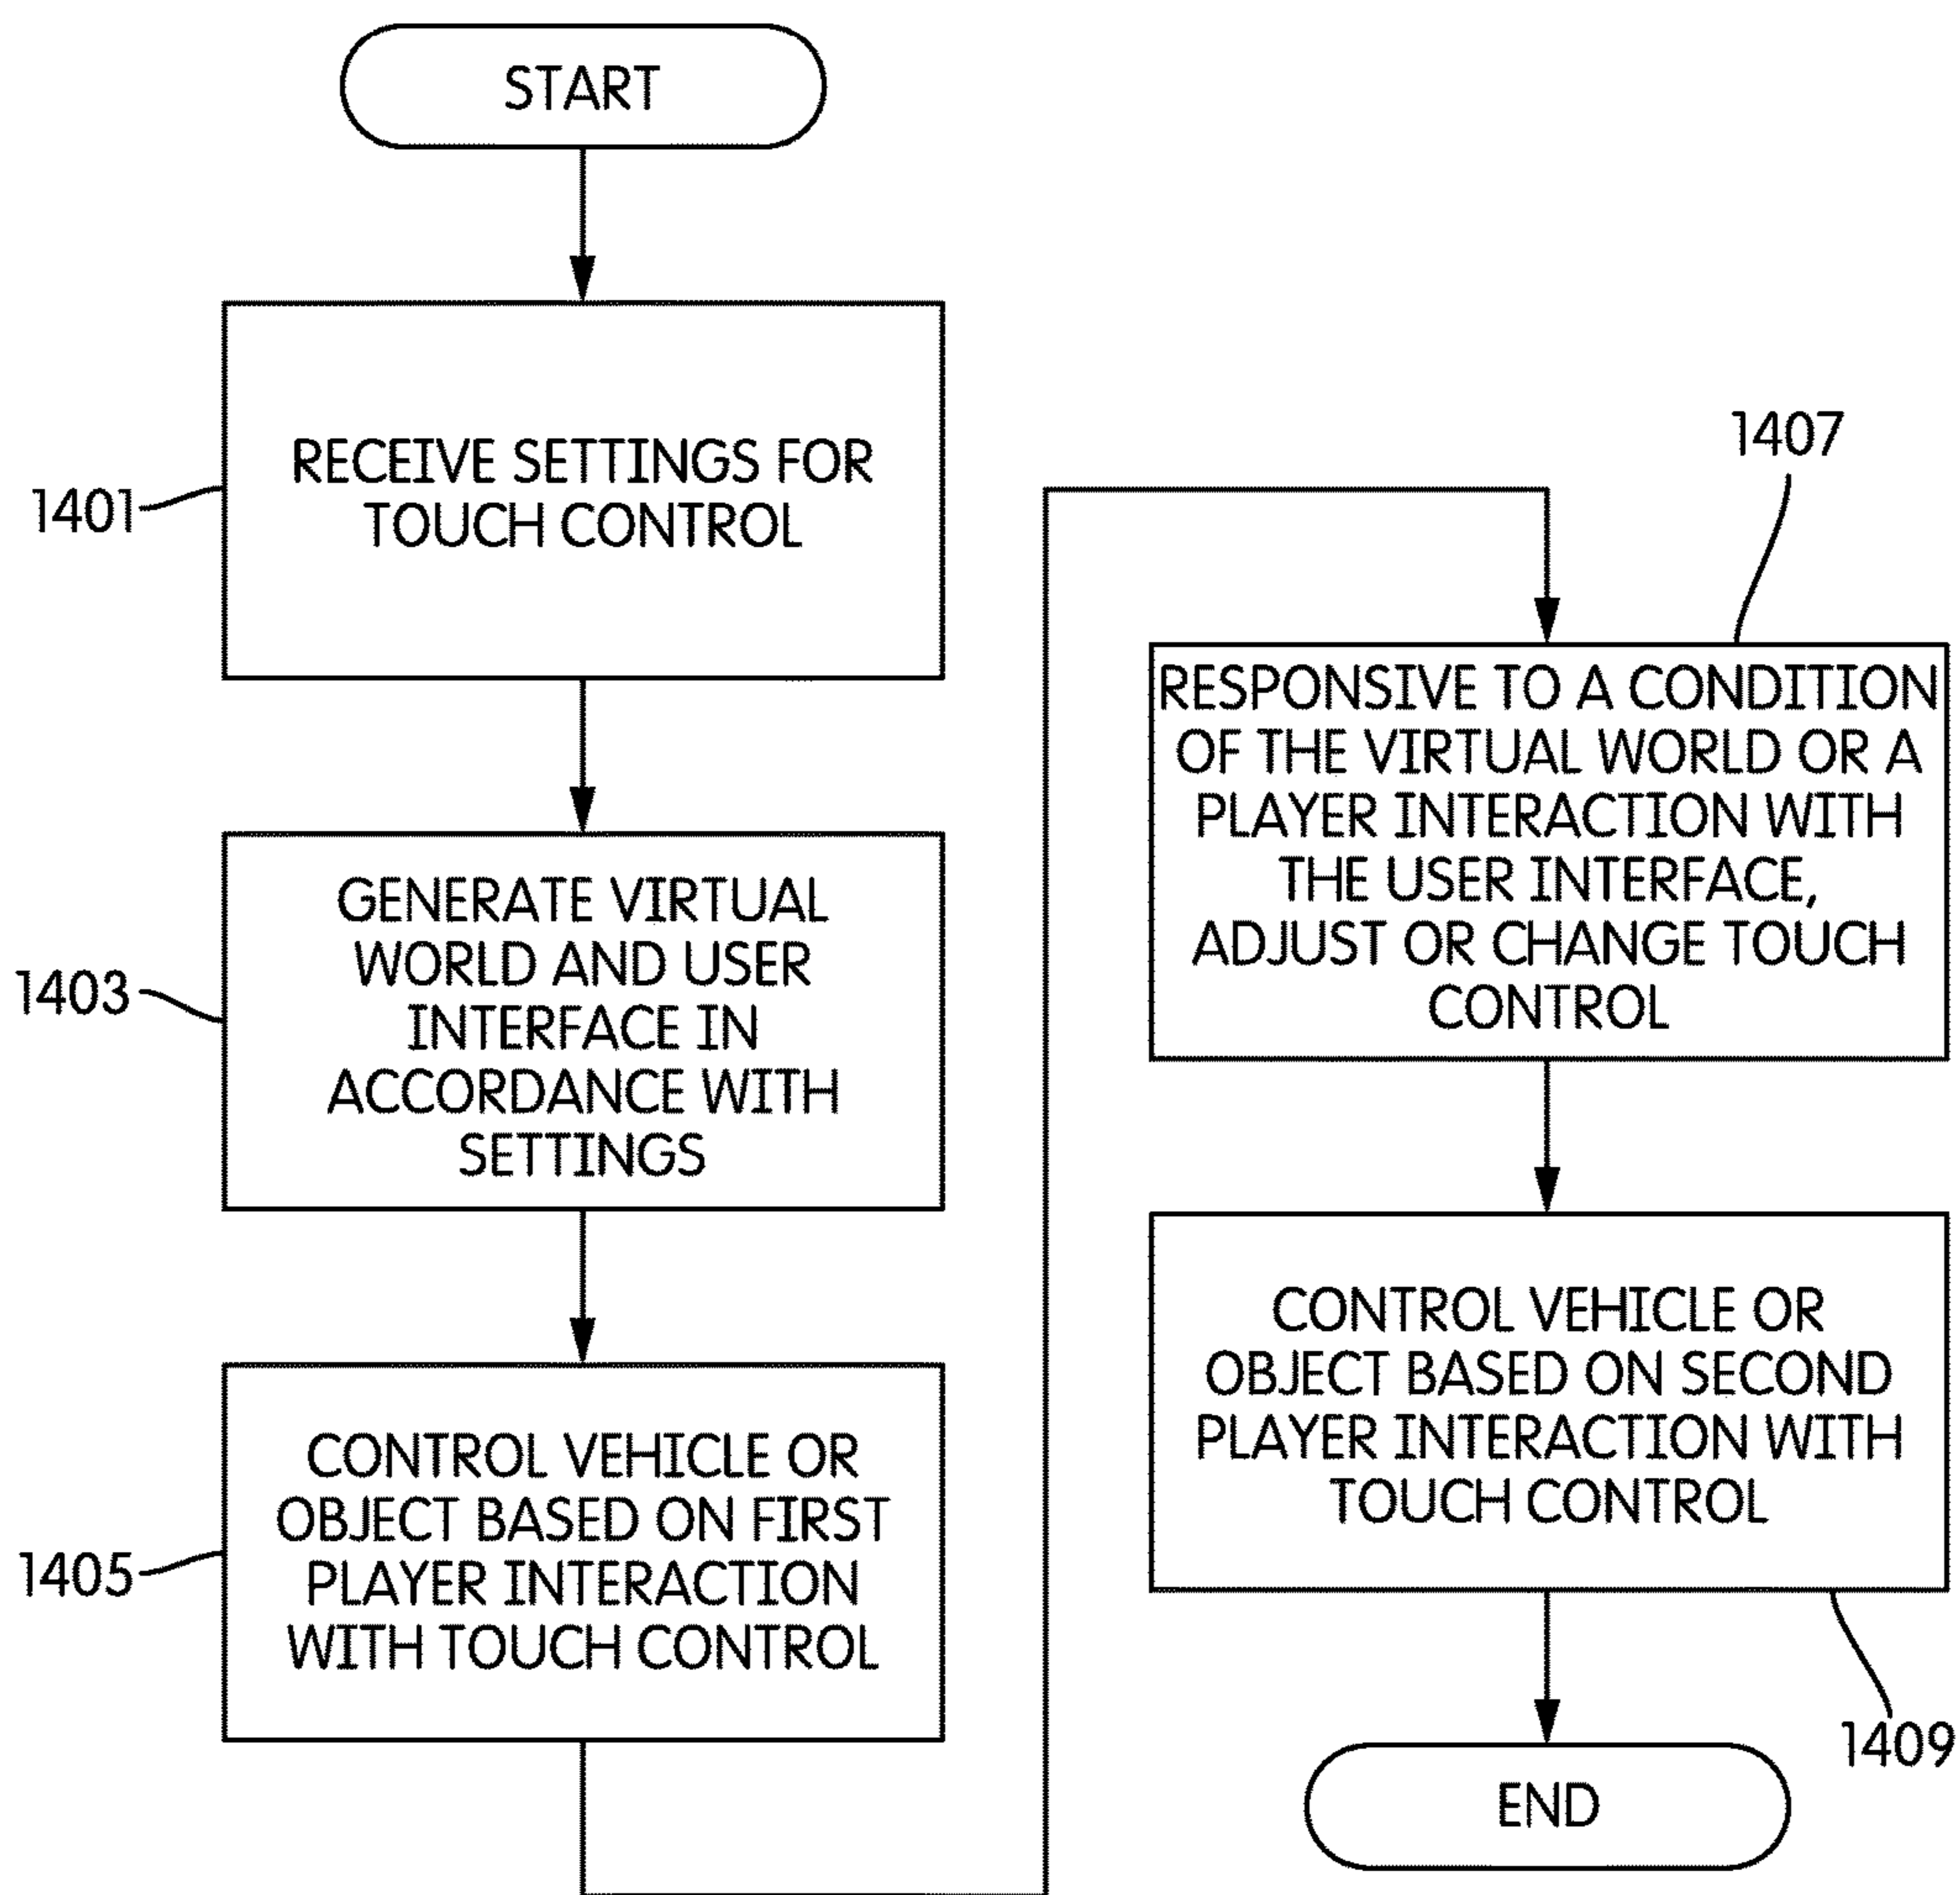 START
1401
RECEIVE SETTINGS FOR
TOUCH CONTROL
1403
GENERATE VIRTUAL
WORLD AND USER
INTERFACE IN
ACCORDANCE WITH
SETTINGS
1405
CONTROL VEHICLE OR
OBJECT BASED ON FIRST
PLAYER INTERACTION
WITH TOUCH CONTROL
1407
RESPONSIVE TO A CONDITION
OF THE VIRTUAL WORLD OR A
PLAYER INTERACTION WITH
THE USER INTERFACE,
ADJUST OR CHANGE TOUCH
CONTROL
CONTROL VEHICLE OR
OBJECT BASED ON SECOND
PLAYER INTERACTION WITH
TOUCH CONTROL
1409
END